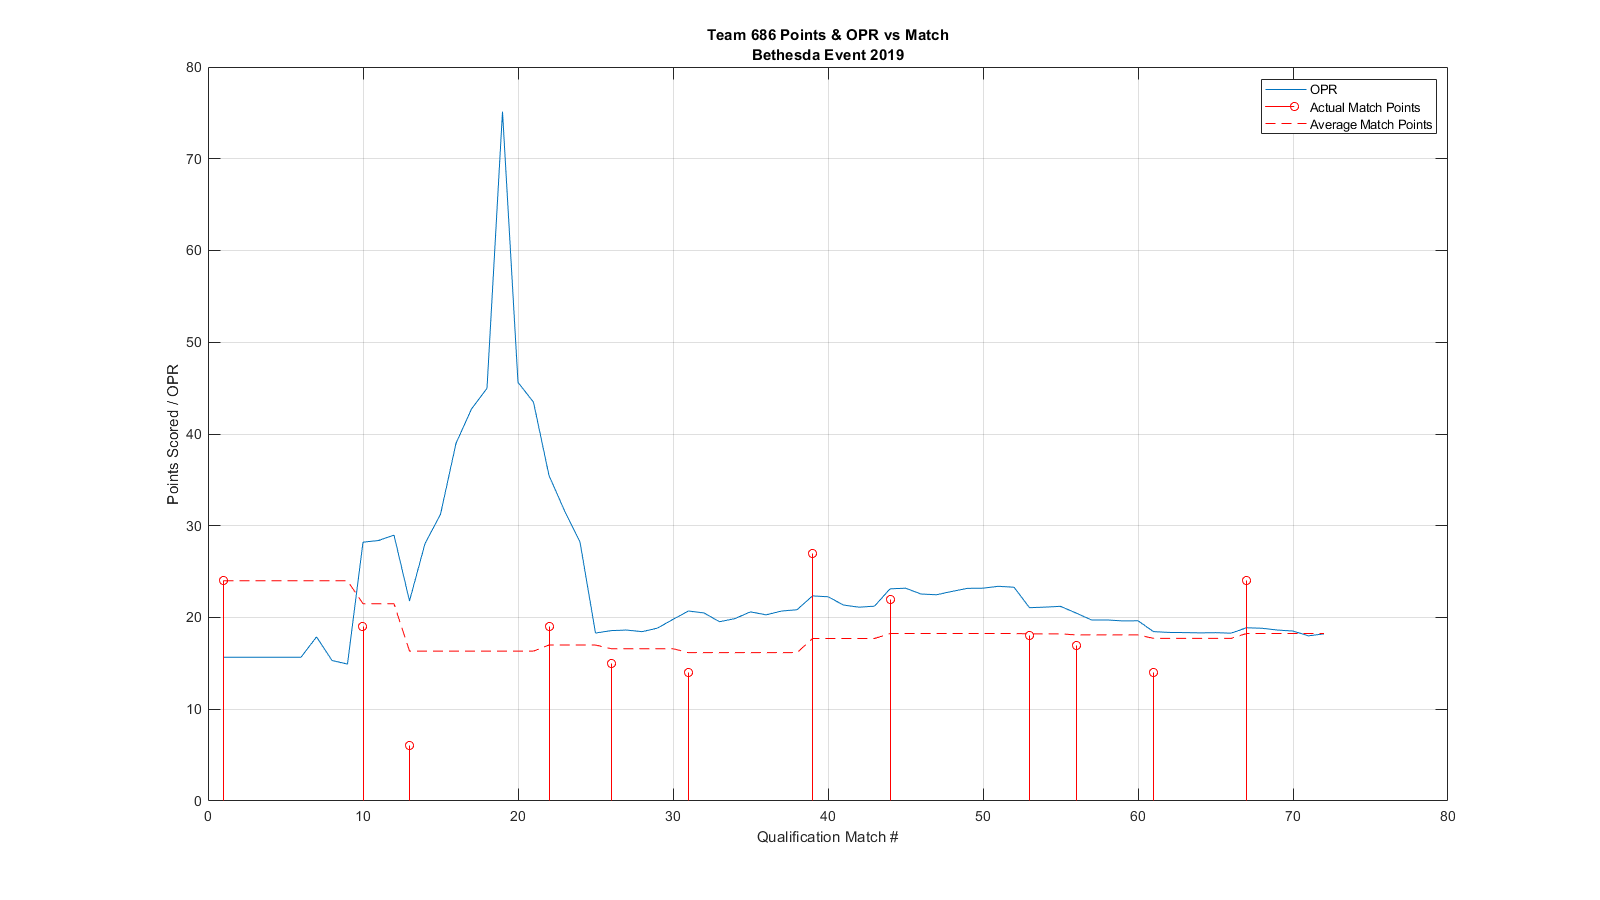 Team 686 Points & OPR vs Match
Bethesda Event 2019
OPR
Actual Match Points
Average Match Points
80
70
60
50
40
30
20
10
0
Points Scored / OPR
0 10 20 30 40 50 60 70 80
Qualification Match #